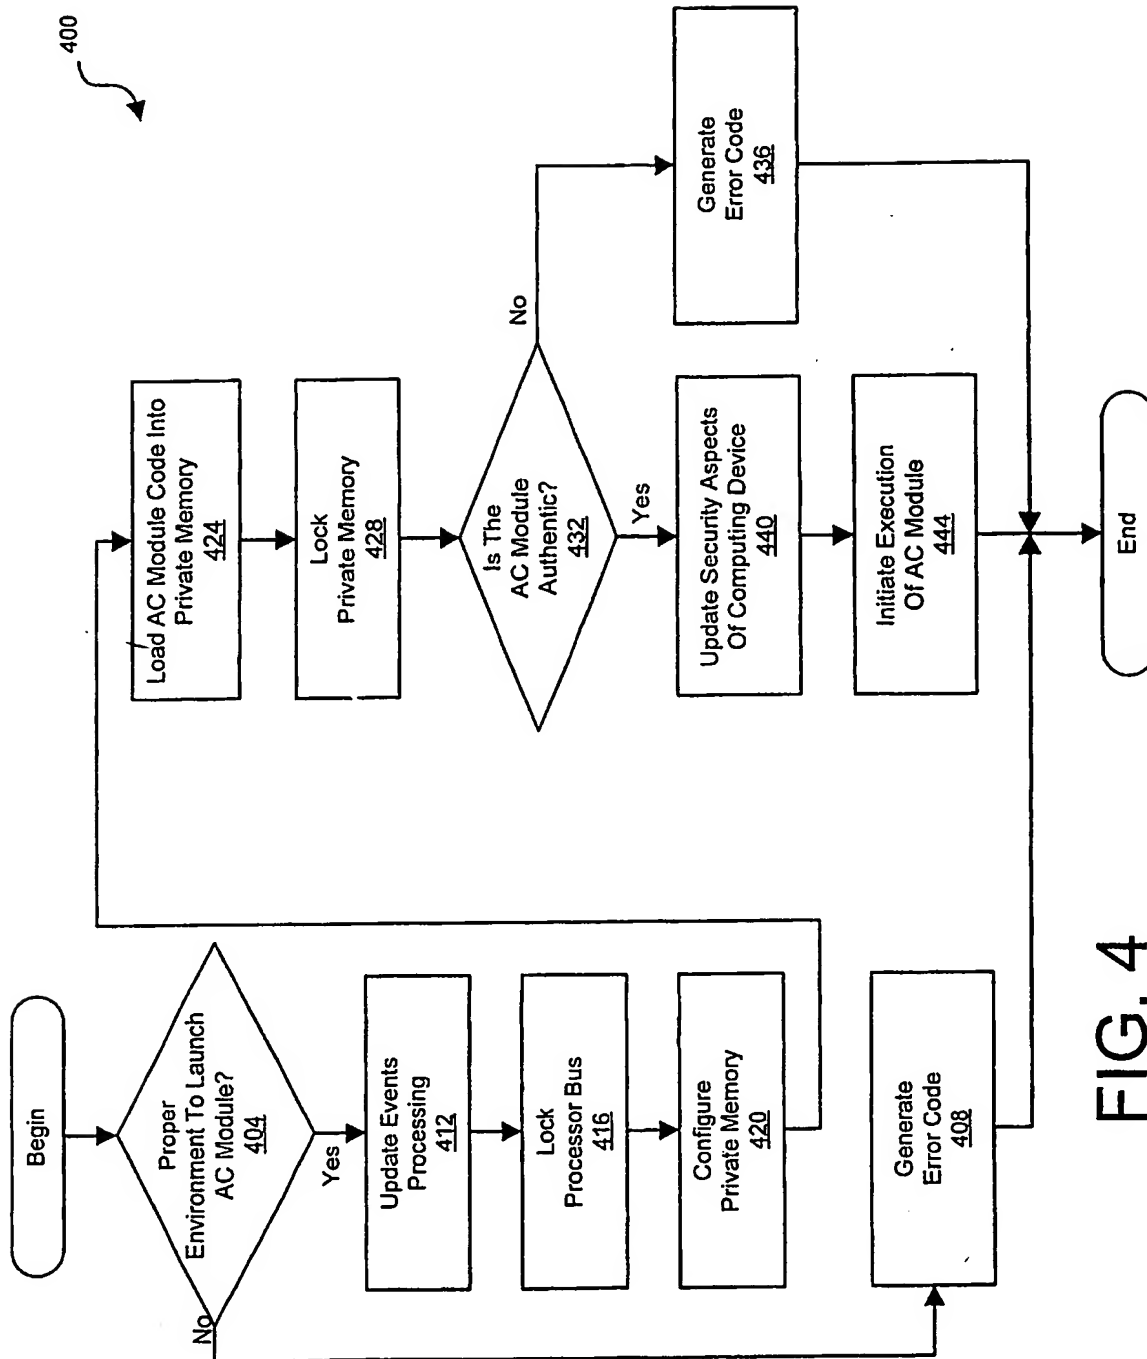 400
Begin
Proper
Environment To Launch
AC Module?
404
No
Yes
Update Events
Processing
412
Lock
Processor Bus
416
Configure
Private Memory
420
Generate
Error Code
408
Load AC Module Code Into
Private Memory
424
Lock
Private Memory
428
Is The
AC Module
Authentic?
432
No
Yes
Generate
Error Code
436
Update Security Aspects
Of Computing Device
440
Initiate Execution
Of AC Module
444
End
FIG. 4